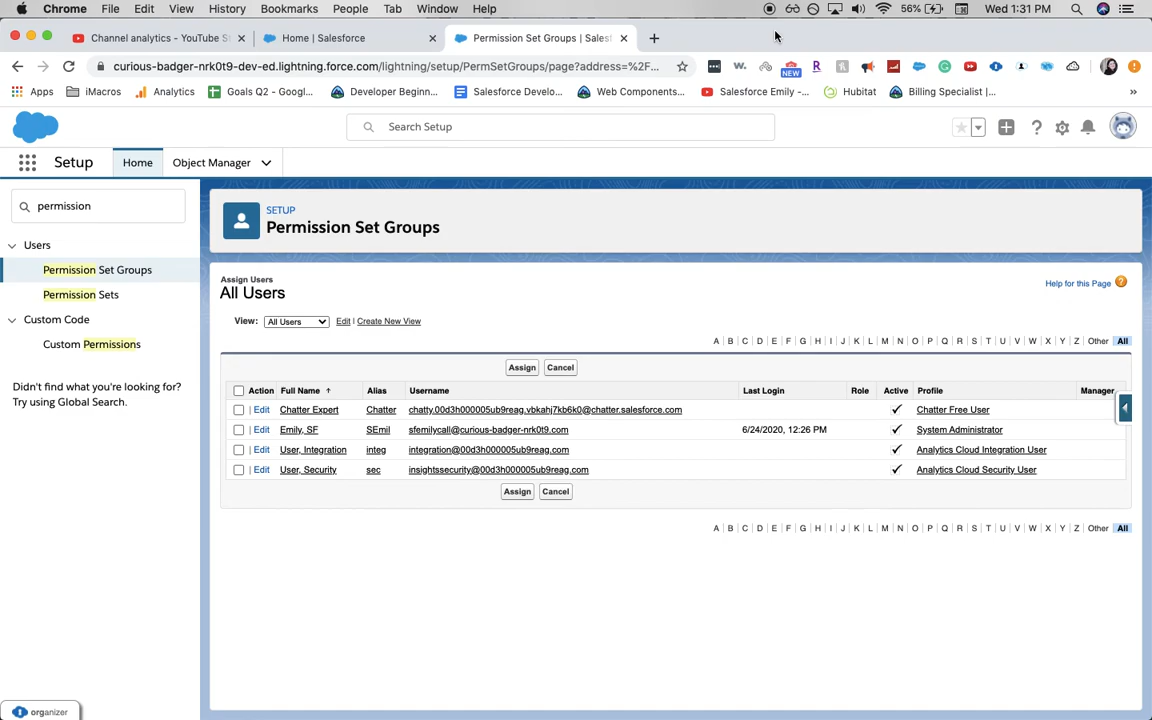 Chrome File Edit View History Bookmarks People Tab Window Help 56% Wed 1:31 PM
Channel analytics - YouTube S
Home | Salesforce
Permission Set Groups | Sales
curious-badger-nrk0t9-dev-ed.lightning.force.com/lightning/setup/PermSetGroups/page?address=%2F...
NEW
Apps iMacros Analytics Goals Q2 - Googl... Developer Beginn... Salesforce Develo... Web Components... Salesforce Emily -... Hubitat Billing Specialist |... »
Search Setup
Setup Home Object Manager
permission
Users
Permission Set Groups
Permission Sets
Custom Code
Custom Permissions
Didn't find what you're looking for?
Try using Global Search.
SETUP
Permission Set Groups
Assign Users
All Users
Help for this Page ?
View: All Users Edit | Create New View
A B C D E F G H I J K L M N O P Q R S T U V W X Y Z Other All
Assign Cancel
Action Full Name ↑ Alias Username Last Login Role Active Profile Manager
| Edit Chatter Expert Chatter chatty.00d3h000005ub9reag.vbkahj7kb6k0@chatter.salesforce.com ✓ Chatter Free User
| Edit Emily, SF SEmil sfemilycall@curious-badger-nrk0t9.com 6/24/2020, 12:26 PM ✓ System Administrator
| Edit User, Integration integ integration@00d3h000005ub9reag.com ✓ Analytics Cloud Integration User
| Edit User, Security sec insightssecurity@00d3h000005ub9reag.com ✓ Analytics Cloud Security User
Assign Cancel
A B C D E F G H I J K L M N O P Q R S T U V W X Y Z Other All
organizer